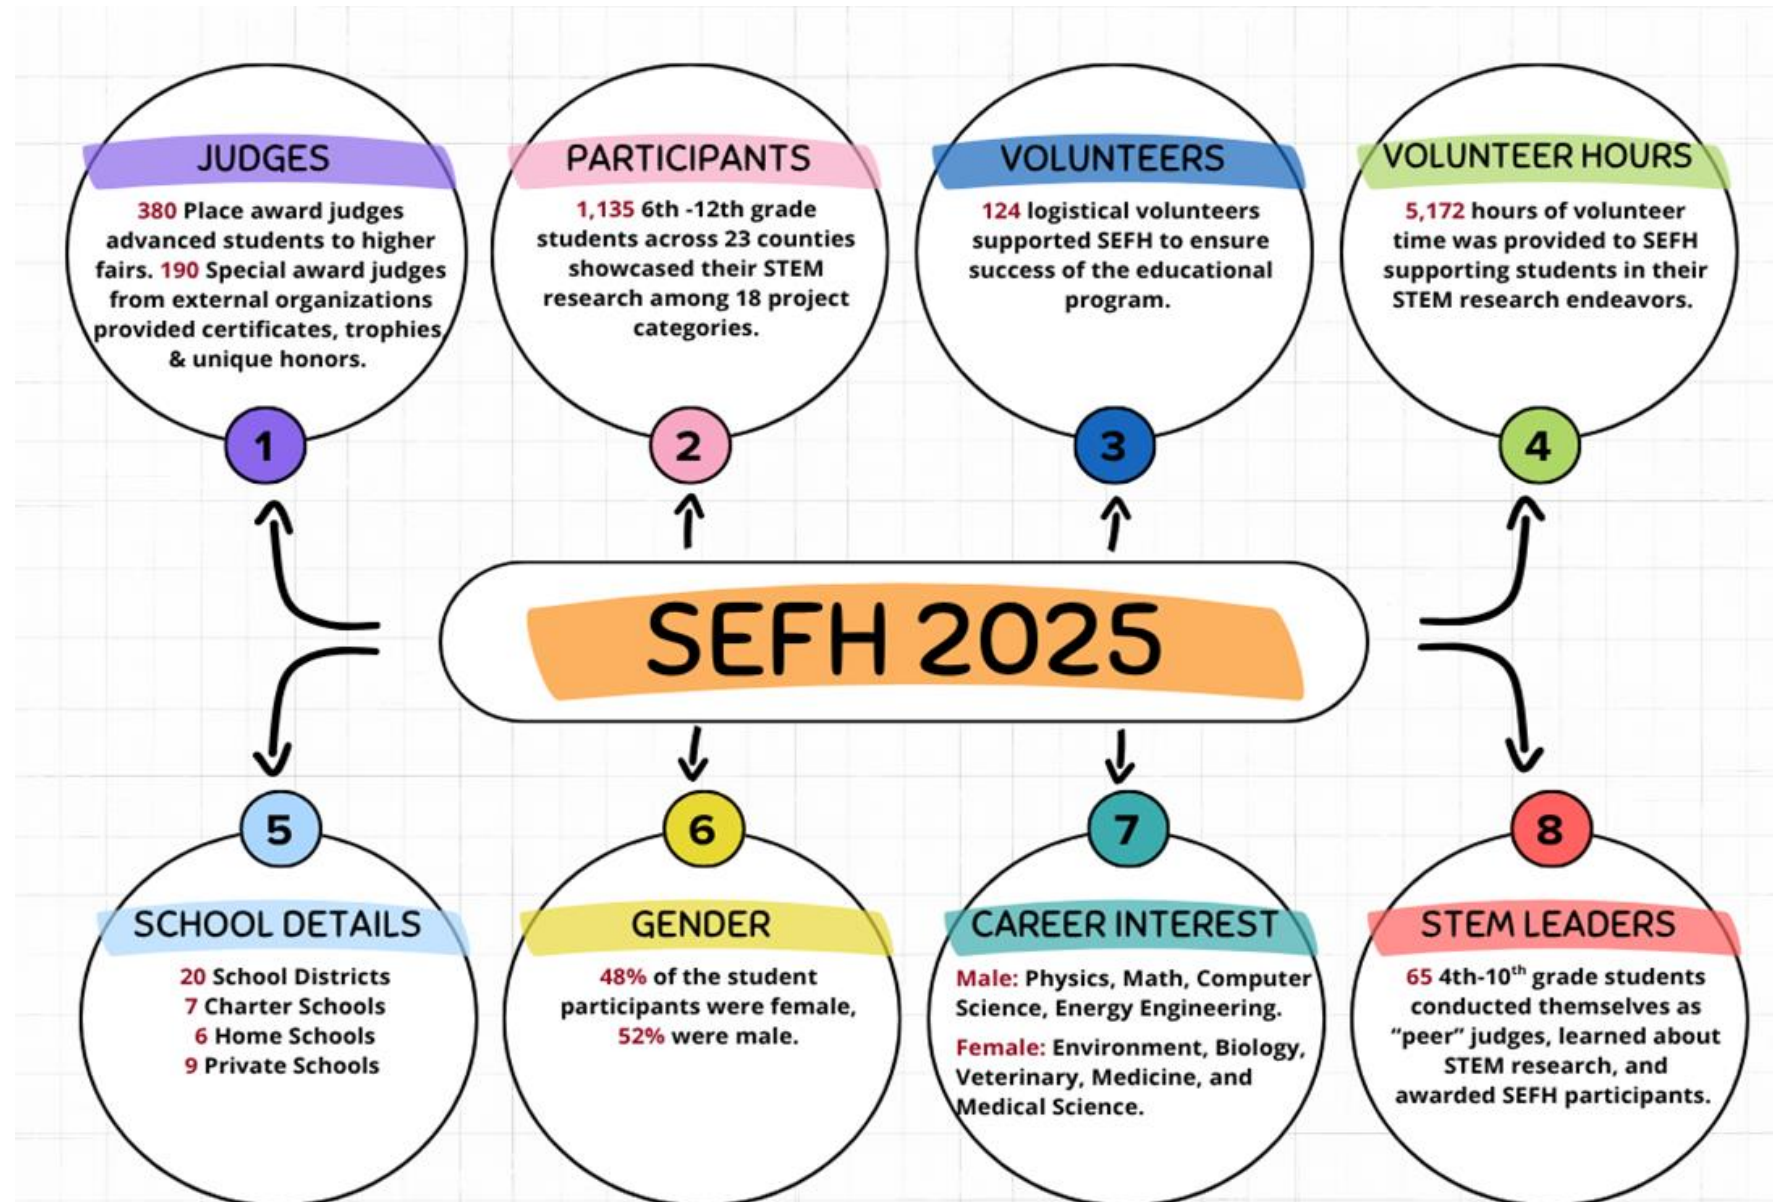 JUDGES
380 Place award judges
advanced students to higher
fairs. 190 Special award judges
from external organizations
provided certificates, trophies,
& unique honors.
1
PARTICIPANTS
1,135 6th -12th grade
students across 23 counties
showcased their STEM
research among 18 project
categories.
2
VOLUNTEERS
124 logistical volunteers
supported SEFH to ensure
success of the educational
program.
3
VOLUNTEER HOURS
5,172 hours of volunteer
time was provided to SEFH
supporting students in their
STEM research endeavors.
4
SEFH 2025
5
SCHOOL DETAILS
20 School Districts
7 Charter Schools
6 Home Schools
9 Private Schools
6
GENDER
48% of the student
participants were female,
52% were male.
7
CAREER INTEREST
Male: Physics, Math, Computer
Science, Energy Engineering.
Female: Environment, Biology,
Veterinary, Medicine, and
Medical Science.
8
STEM LEADERS
65 4th-10th grade students
conducted themselves as
“peer” judges, learned about
STEM research, and
awarded SEFH participants.